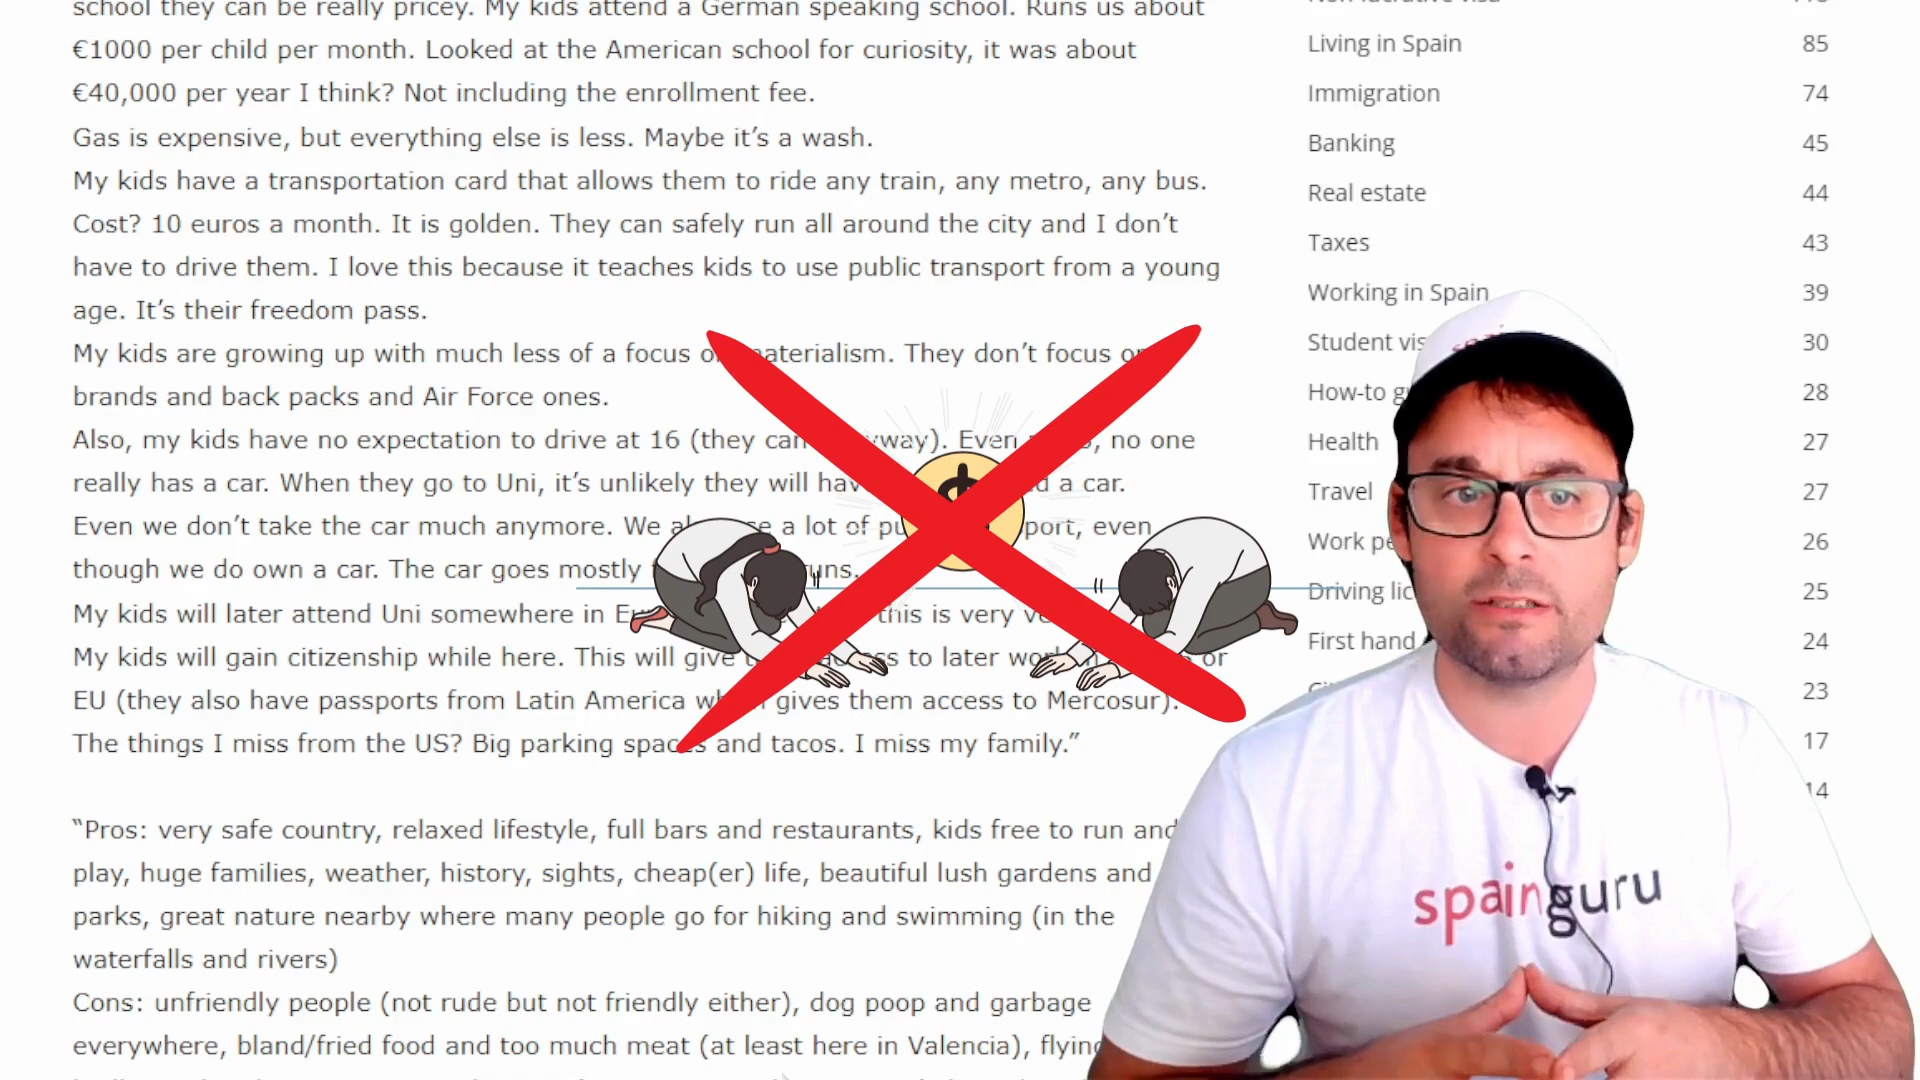 school they can be really pricey. My kids attend a German speaking school. Runs us about
€1000 per child per month. Looked at the American school for curiosity, it was about
€40,000 per year I think? Not including the enrollment fee.
Gas is expensive, but everything else is less. Maybe it’s a wash.
My kids have a transportation card that allows them to ride any train, any metro, any bus.
Cost? 10 euros a month. It is golden. They can safely run all around the city and I don’t
have to drive them. I love this because it teaches kids to use public transport from a young
age. It’s their freedom pass.
My kids are growing up with much less of a focus materialism. They don’t focus
brands and back packs and Air Force ones.
Also, my kids have no expectation to drive at 16 (they Even no one
really has a car. When they go to Uni, it’s unlikely they will a car.
Even we don’t take the car much anymore. We a lot of even
though we do own a car. The car goes mostly
My kids will later attend Uni somewhere in this is very
My kids will gain citizenship while here. This will give to later or
EU (they also have passports from Latin America gives them access to Mercosur).
The things I miss from the US? Big parking spaces and tacos. I miss my family.”
“Pros: very safe country, relaxed lifestyle, full bars and restaurants, kids free to run and
play, huge families, weather, history, sights, cheap(er) life, beautiful lush gardens and
parks, great nature nearby where many people go for hiking and swimming (in the
waterfalls and rivers)
Cons: unfriendly people (not rude but not friendly either), dog poop and garbage
everywhere, bland/fried food and too much meat (at least here in Valencia),
Living in Spain 85
Immigration 74
Banking 45
Real estate 44
Taxes 43
Working in Spain 39
Student 30
How-to 28
Health 27
Travel 27
Work 26
Driving 25
First hand 24
23
17
14
spainguru